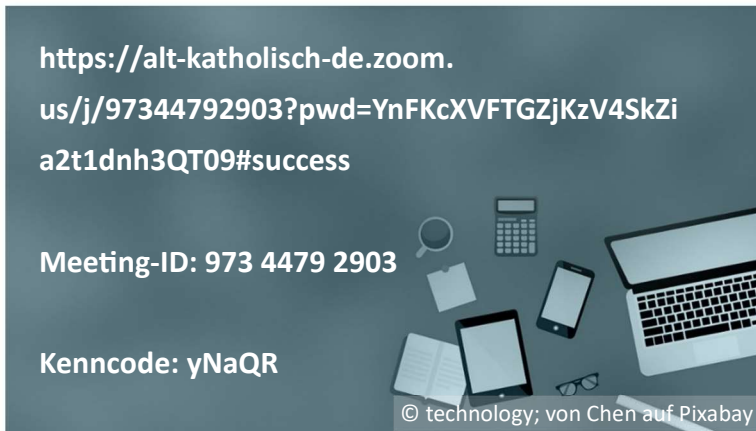 https://alt-katholisch-de.zoom.
us/j/97344792903?pwd=YnFKcXVFTGZjKzV4SkZi
a2t1dnh3QT09#success
Meeting-ID: 973 4479 2903
Kenncode: yNaQR
© technology; von Chen auf Pixabay